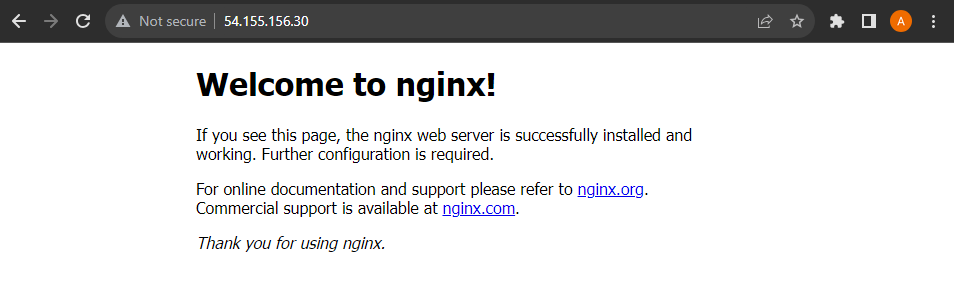 Not secure 54.155.156.30
A
Welcome to nginx!
If you see this page, the nginx web server is successfully installed and
working. Further configuration is required.
For online documentation and support please refer to nginx.org.
Commercial support is available at nginx.com.
Thank you for using nginx.